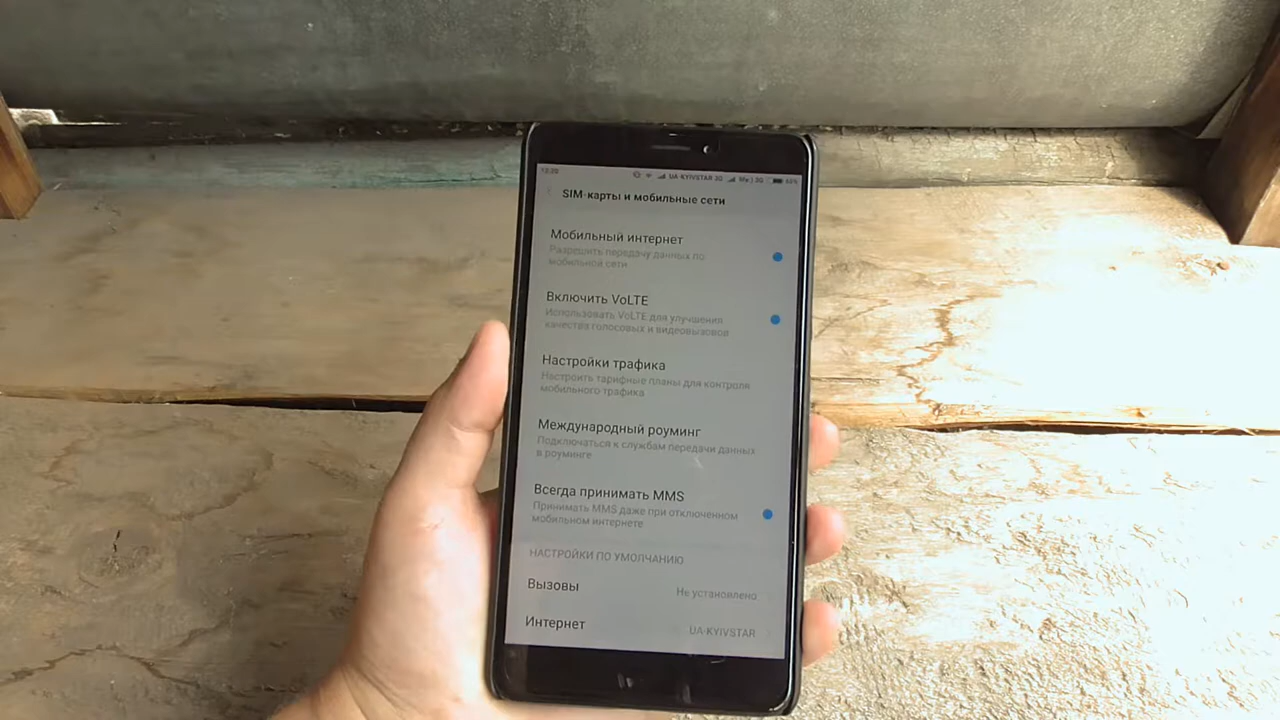 13:20 UA-KYIVSTAR 3G
SIM-карты и мобильные сети
Мобильный интернет
Разрешить передачу данных по
мобильной сети
Включить VoLTE
Использовать VoLTE для улучшения
качества голосовых и видеовызовов
Настройки трафика
Настроить тарифные планы для контроля
мобильного трафика
Международный роуминг
Подключаться к службам передачи данных
в роуминге
Всегда принимать MMS
Принимать MMS даже при отключенном
мобильном интернете
НАСТРОЙКИ ПО УМОЛЧАНИЮ
Вызовы Не установлено
Интернет UA-KYIVSTAR